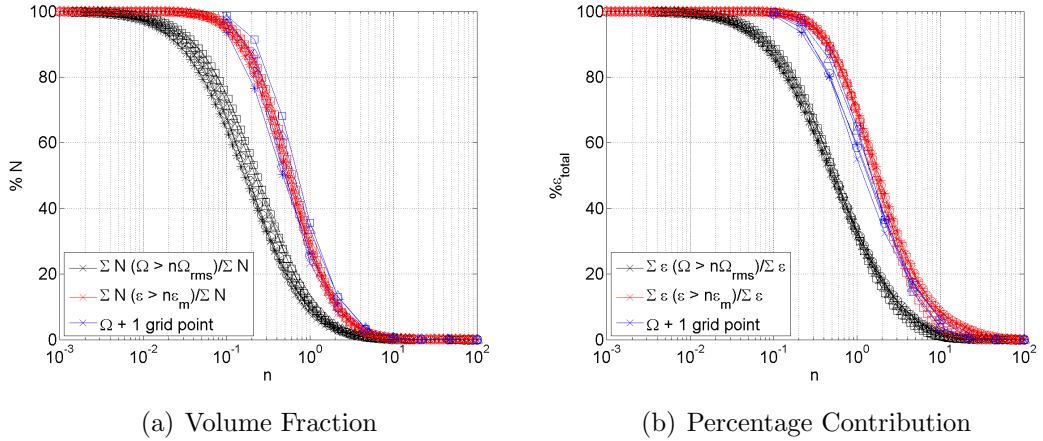 100
80
60
40
20
0
% N
Σ N (Ω > nΩ_rms)/Σ N
Σ N (ε > nε_m)/Σ N
Ω + 1 grid point
10^-3 10^-2 10^-1 10^0 10^1 10^2
n
(a) Volume Fraction
100
80
60
40
20
0
%ε_total
Σ ε (Ω > nΩ_rms)/Σ ε
Σ ε (ε > nε_m)/Σ ε
Ω + 1 grid point
10^-3 10^-2 10^-1 10^0 10^1 10^2
n
(b) Percentage Contribution